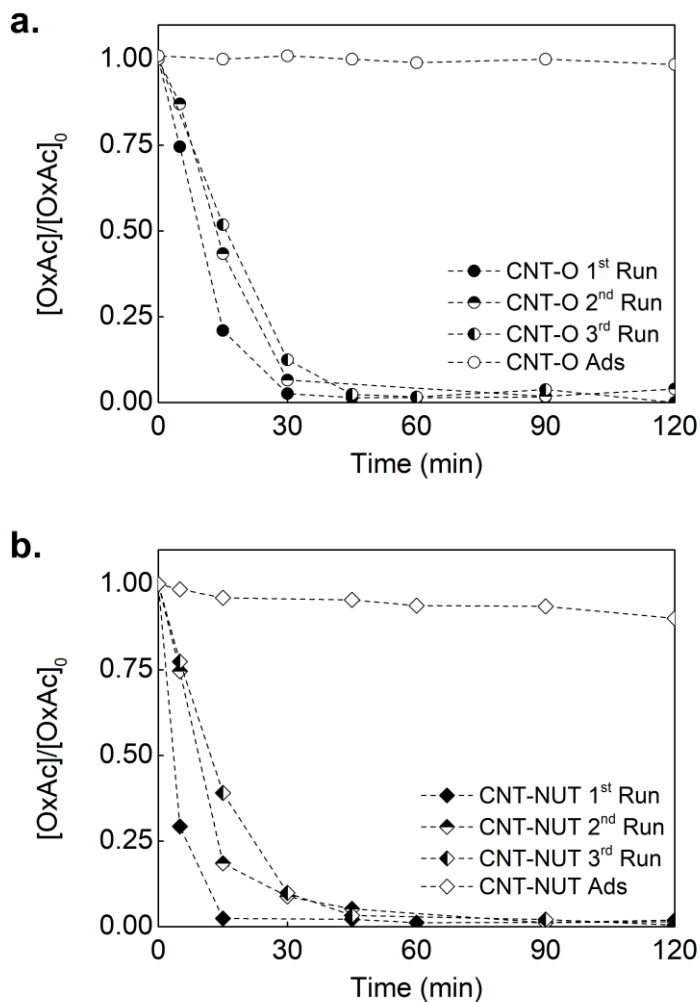 a.
1.00
0.75
0.50
0.25
0.00
[OxAc]/[OxAc]₀
CNT-O 1ˢᵗ Run
CNT-O 2ⁿᵈ Run
CNT-O 3ʳᵈ Run
CNT-O Ads
0 30 60 90 120
Time (min)
b.
1.00
0.75
0.50
0.25
0.00
[OxAc]/[OxAc]₀
CNT-NUT 1ˢᵗ Run
CNT-NUT 2ⁿᵈ Run
CNT-NUT 3ʳᵈ Run
CNT-NUT Ads
0 30 60 90 120
Time (min)